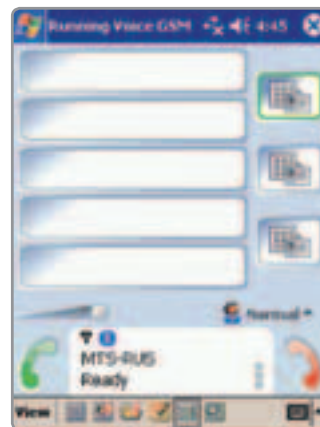 Running Voice GSM 4:45
Normal
MTS-RUS
Ready
View